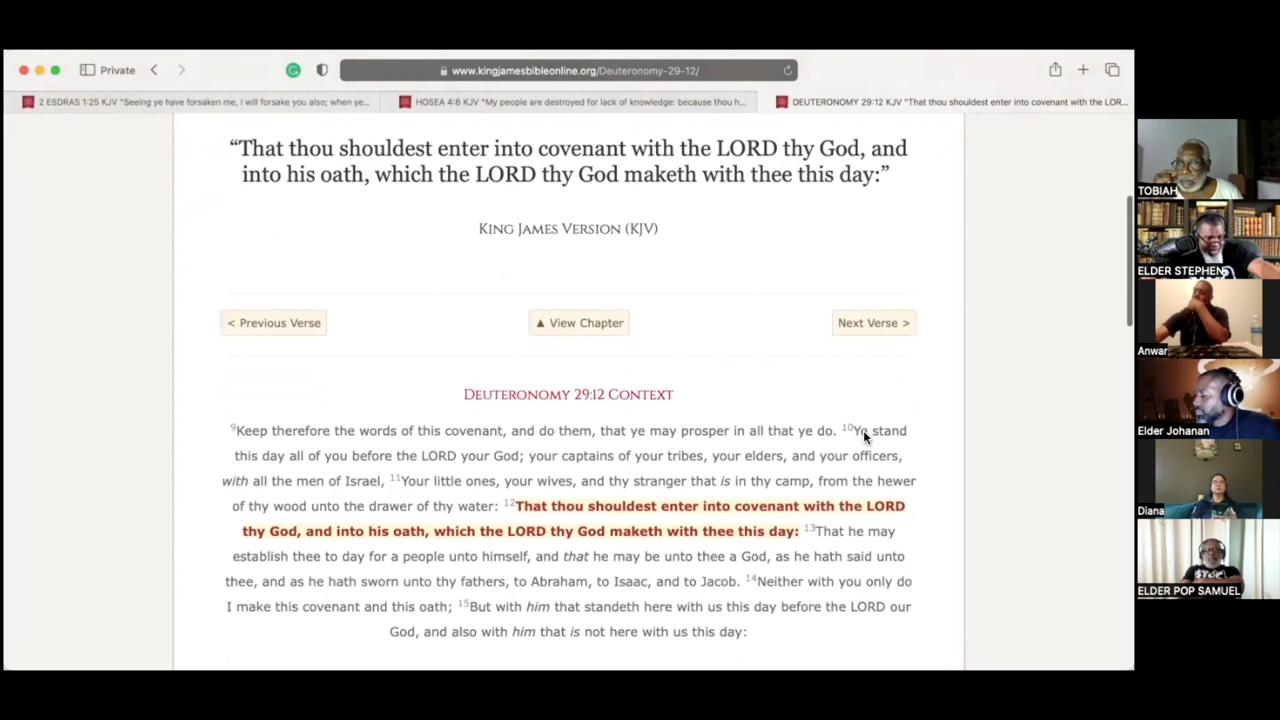 Private
www.kingjamesbibleonline.org/Deuteronomy-29-12/
2 ESDRAS 1:25 KJV "Seeing ye have forsaken me, I will forsake you also; when ye...
HOSEA 4:6 KJV "My people are destroyed for lack of knowledge: because thou h...
DEUTERONOMY 29:12 KJV "That thou shouldest enter into covenant with the LOR...
“That thou shouldest enter into covenant with the LORD thy God, and
into his oath, which the LORD thy God maketh with thee this day:”
King James Version (KJV)
< Previous Verse
▲ View Chapter
Next Verse >
Deuteronomy 29:12 Context
9Keep therefore the words of this covenant, and do them, that ye may prosper in all that ye do. 10Ye stand
this day all of you before the LORD your God; your captains of your tribes, your elders, and your officers,
with all the men of Israel, 11Your little ones, your wives, and thy stranger that is in thy camp, from the hewer
of thy wood unto the drawer of thy water: 12That thou shouldest enter into covenant with the LORD
thy God, and into his oath, which the LORD thy God maketh with thee this day: 13That he may
establish thee to day for a people unto himself, and that he may be unto thee a God, as he hath said unto
thee, and as he hath sworn unto thy fathers, to Abraham, to Isaac, and to Jacob. 14Neither with you only do
I make this covenant and this oath; 15But with him that standeth here with us this day before the LORD our
God, and also with him that is not here with us this day:
TOBIAH
ELDER STEPHEN
Anwar
Elder Johanan
Diana
ELDER POP SAMUEL